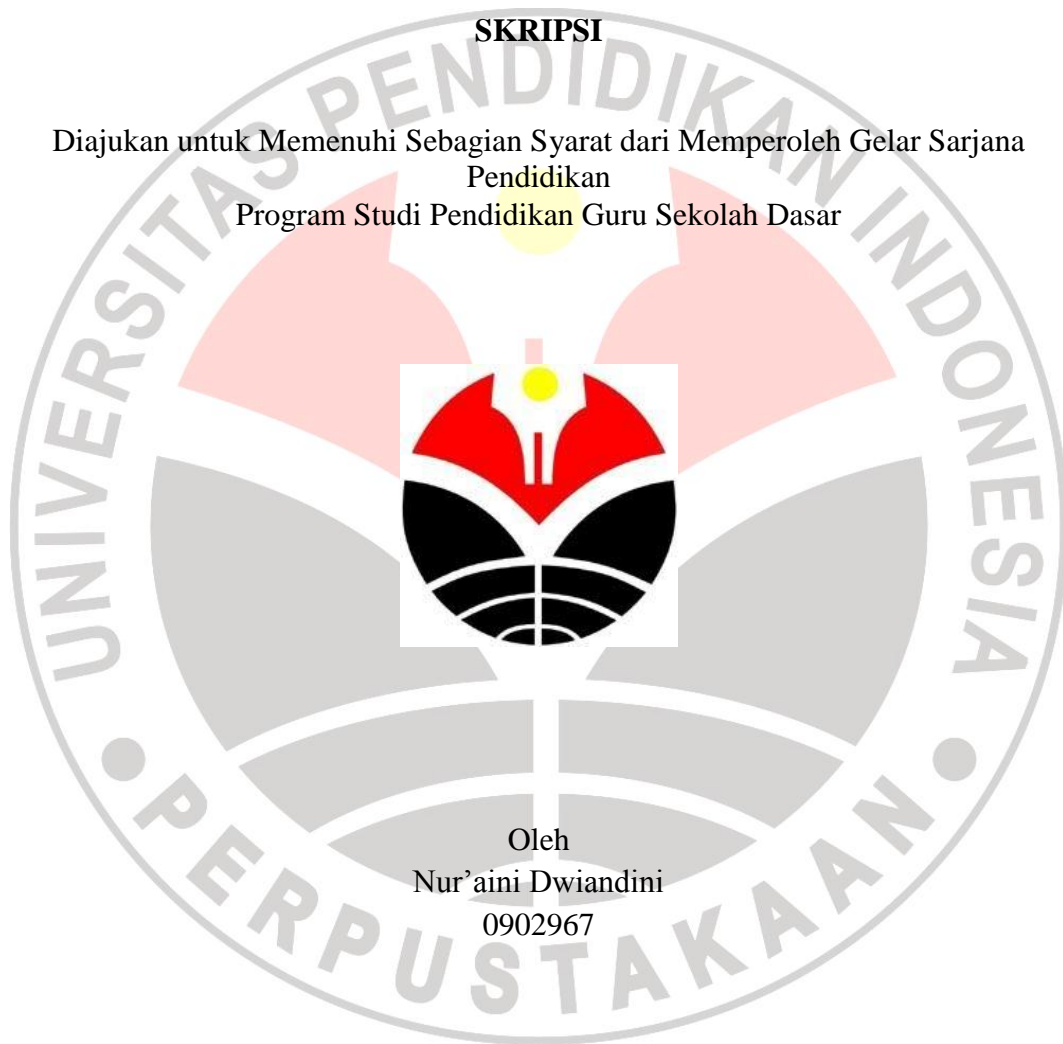 SKRIPSI
Diajukan untuk Memenuhi Sebagian Syarat dari Memperoleh Gelar Sarjana
Pendidikan
Program Studi Pendidikan Guru Sekolah Dasar
UNIVERSITAS PENDIDIKAN INDONESIA
Oleh
Nur’aini Dwiandini
0902967
PERPUSTAKAAN